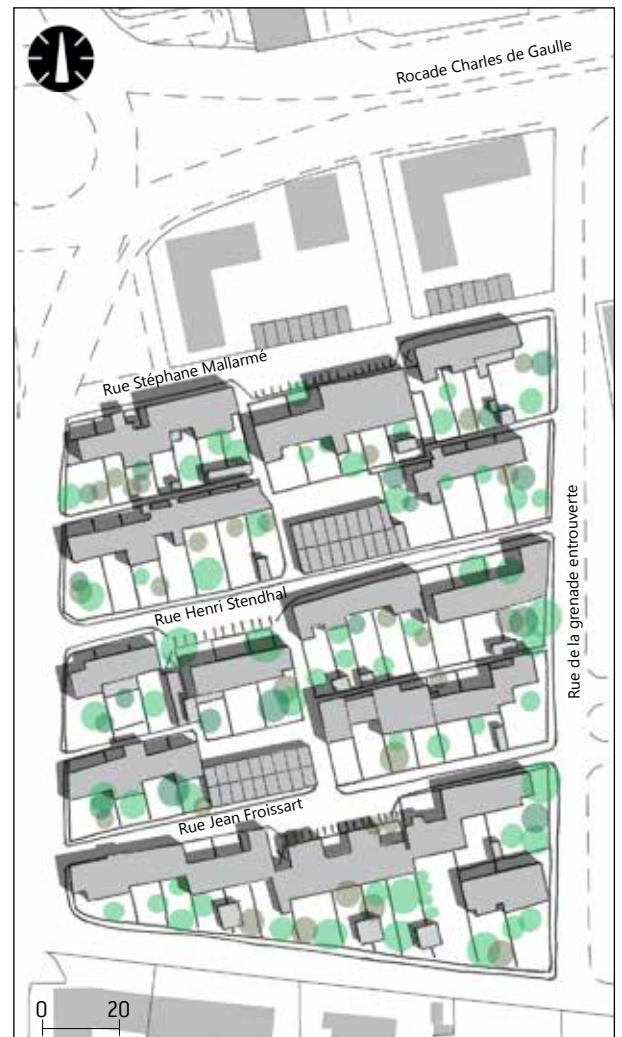 Rocade Charles de Gaulle
Rue Stéphane Mallarmé
Rue de la grenade entrouverte
Rue Henri Stendhal
Rue Jean Froissart
0 20